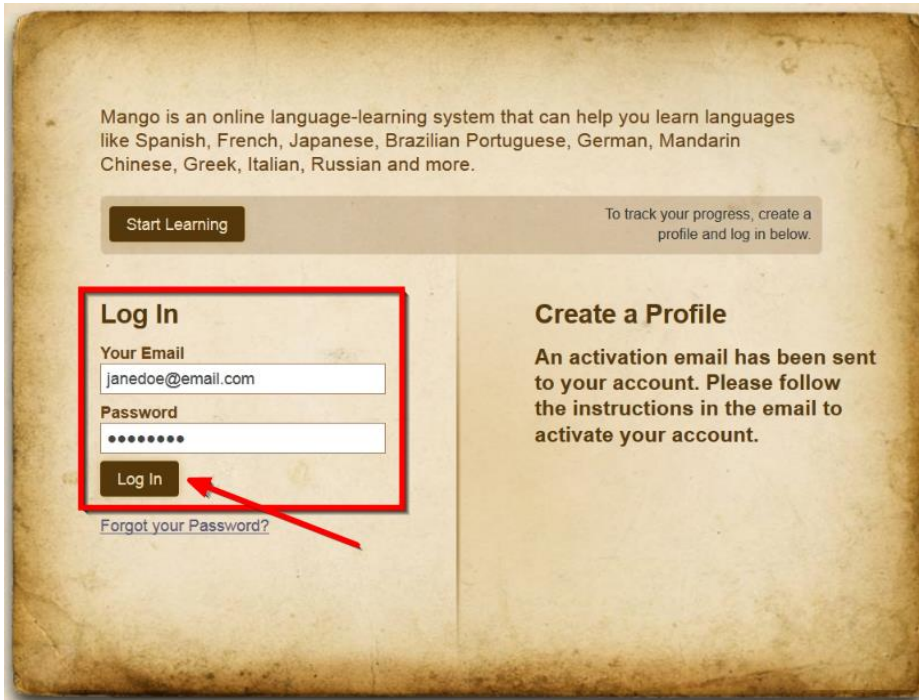 Mango is an online language-learning system that can help you learn languages
like Spanish, French, Japanese, Brazilian Portuguese, German, Mandarin
Chinese, Greek, Italian, Russian and more.
Start Learning
To track your progress, create a
profile and log in below.
Log In
Your Email
janedoe@email.com
Password
••••••••
Log In
Forgot your Password?
Create a Profile
An activation email has been sent
to your account. Please follow
the instructions in the email to
activate your account.